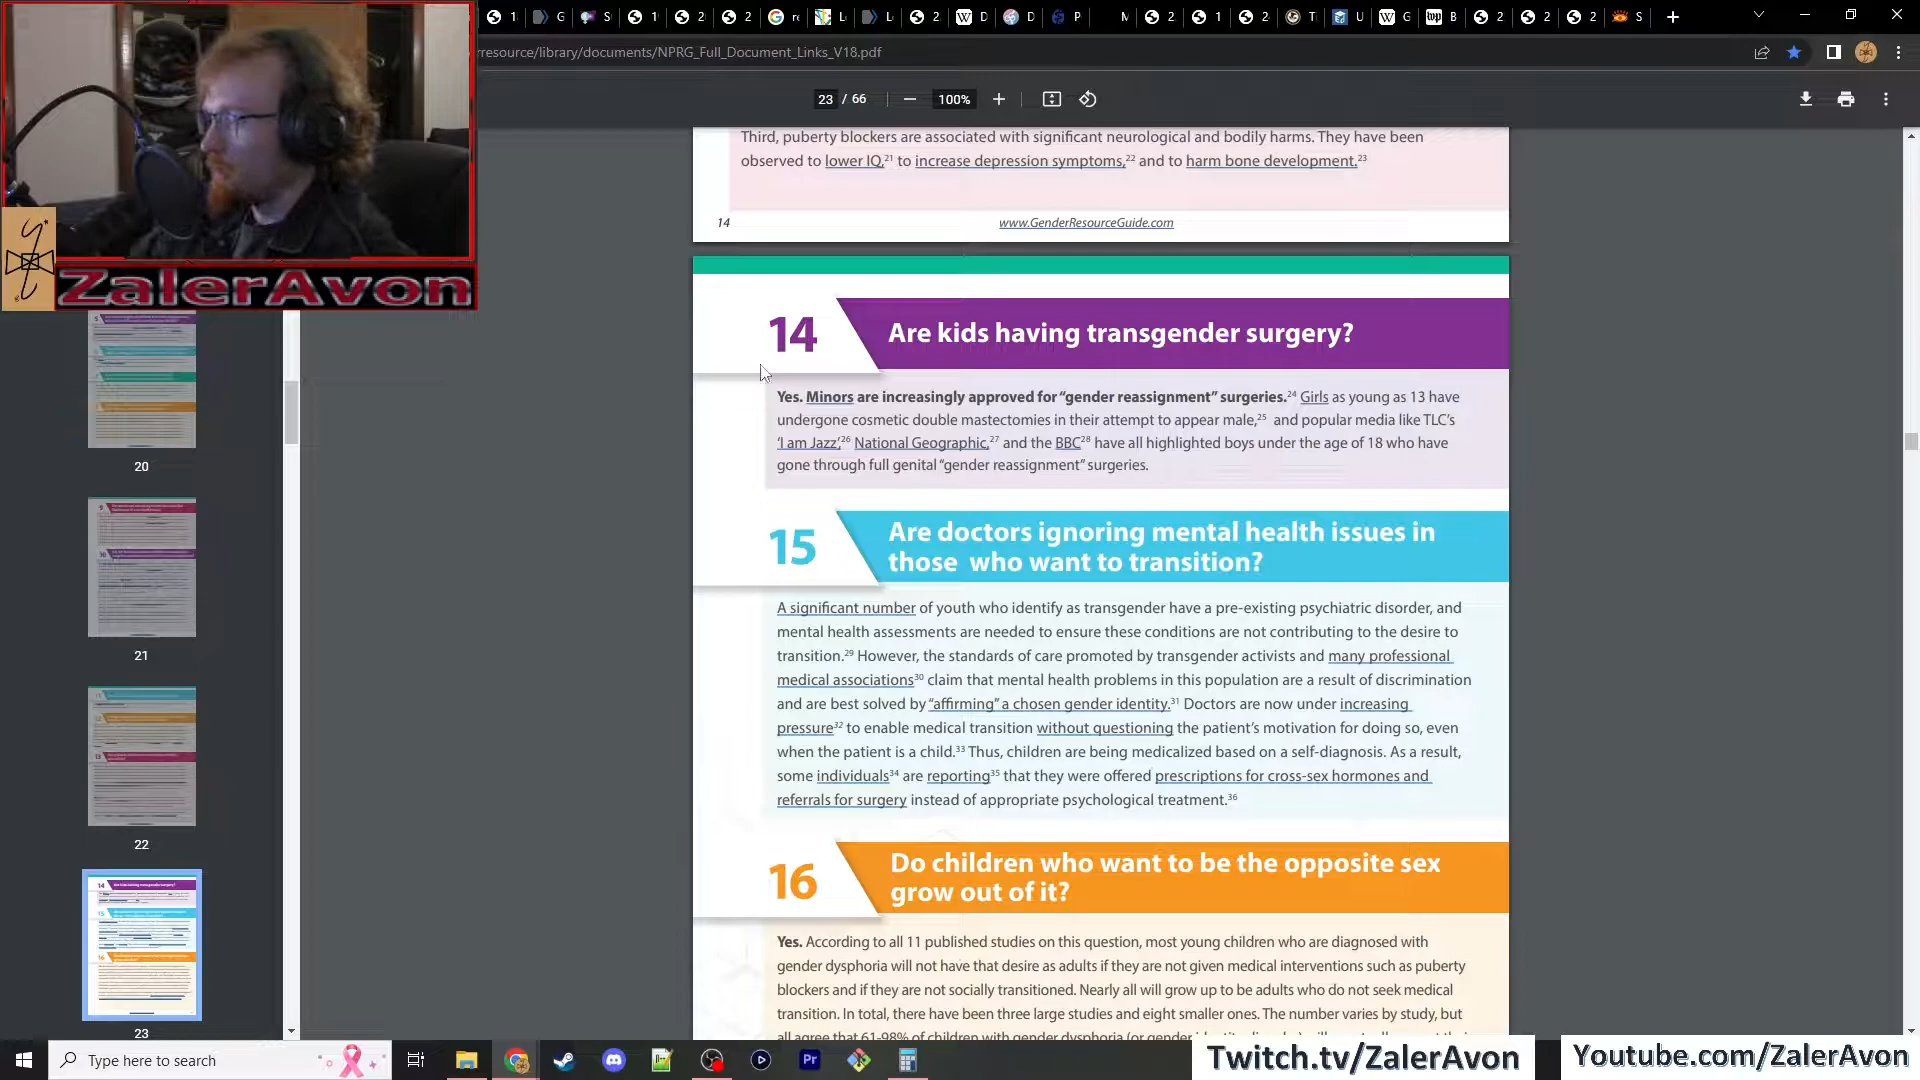 rresource/library/documents/NPRG_Full_Document_Links_V18.pdf
23 / 66
100%
Third, puberty blockers are associated with significant neurological and bodily harms. They have been
observed to lower IQ,21 to increase depression symptoms,22 and to harm bone development.23
14
www.GenderResourceGuide.com
ZalerAvon
14
Are kids having transgender surgery?
Yes. Minors are increasingly approved for “gender reassignment” surgeries.24 Girls as young as 13 have
undergone cosmetic double mastectomies in their attempt to appear male,25 and popular media like TLC’s
‘I am Jazz’,26 National Geographic,27 and the BBC28 have all highlighted boys under the age of 18 who have
gone through full genital “gender reassignment” surgeries.
15
Are doctors ignoring mental health issues in
those who want to transition?
A significant number of youth who identify as transgender have a pre-existing psychiatric disorder, and
mental health assessments are needed to ensure these conditions are not contributing to the desire to
transition.29 However, the standards of care promoted by transgender activists and many professional
medical associations30 claim that mental health problems in this population are a result of discrimination
and are best solved by “affirming” a chosen gender identity.31 Doctors are now under increasing
pressure32 to enable medical transition without questioning the patient’s motivation for doing so, even
when the patient is a child.33 Thus, children are being medicalized based on a self-diagnosis. As a result,
some individuals34 are reporting35 that they were offered prescriptions for cross-sex hormones and
referrals for surgery instead of appropriate psychological treatment.36
16
Do children who want to be the opposite sex
grow out of it?
Yes. According to all 11 published studies on this question, most young children who are diagnosed with
gender dysphoria will not have that desire as adults if they are not given medical interventions such as puberty
blockers and if they are not socially transitioned. Nearly all will grow up to be adults who do not seek medical
transition. In total, there have been three large studies and eight smaller ones. The number varies by study, but
all agree that 61-98% of children with gender dysphoria (or gender
20
21
22
23
Type here to search
Twitch.tv/ZalerAvon
Youtube.com/ZalerAvon